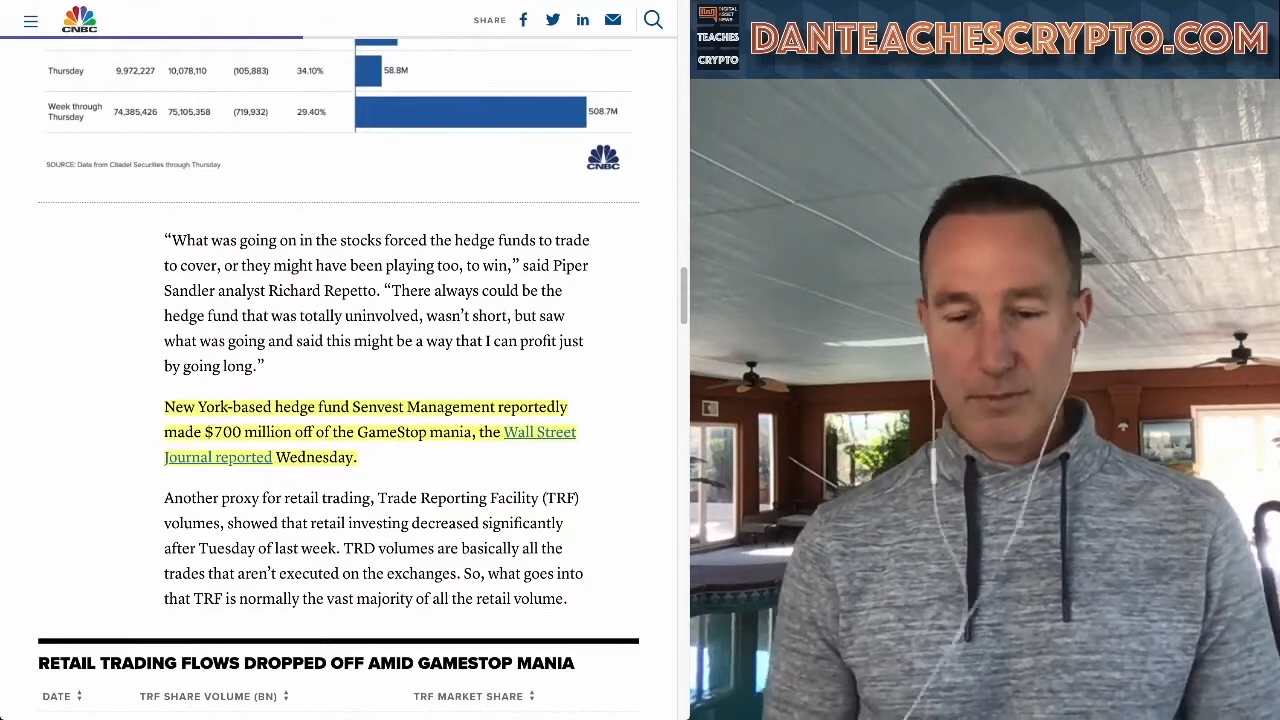 CNBC
SHARE
DIGITAL
ASSET
NEWS
TEACHES
CRYPTO
DANTEACHESCRYPTO.COM
Thursday 9,972,227 10,078,110 (105,883) 34.10% 58.8M
Week through
Thursday 74,385,426 75,105,358 (719,932) 29.40% 508.7M
SOURCE: Data from Citadel Securities through Thursday
CNBC
“What was going on in the stocks forced the hedge funds to trade
to cover, or they might have been playing too, to win,” said Piper
Sandler analyst Richard Repetto. “There always could be the
hedge fund that was totally uninvolved, wasn’t short, but saw
what was going and said this might be a way that I can profit just
by going long.”
New York-based hedge fund Senvest Management reportedly
made $700 million off of the GameStop mania, the Wall Street
Journal reported Wednesday.
Another proxy for retail trading, Trade Reporting Facility (TRF)
volumes, showed that retail investing decreased significantly
after Tuesday of last week. TRD volumes are basically all the
trades that aren’t executed on the exchanges. So, what goes into
that TRF is normally the vast majority of all the retail volume.
RETAIL TRADING FLOWS DROPPED OFF AMID GAMESTOP MANIA
DATE TRF SHARE VOLUME (BN) TRF MARKET SHARE